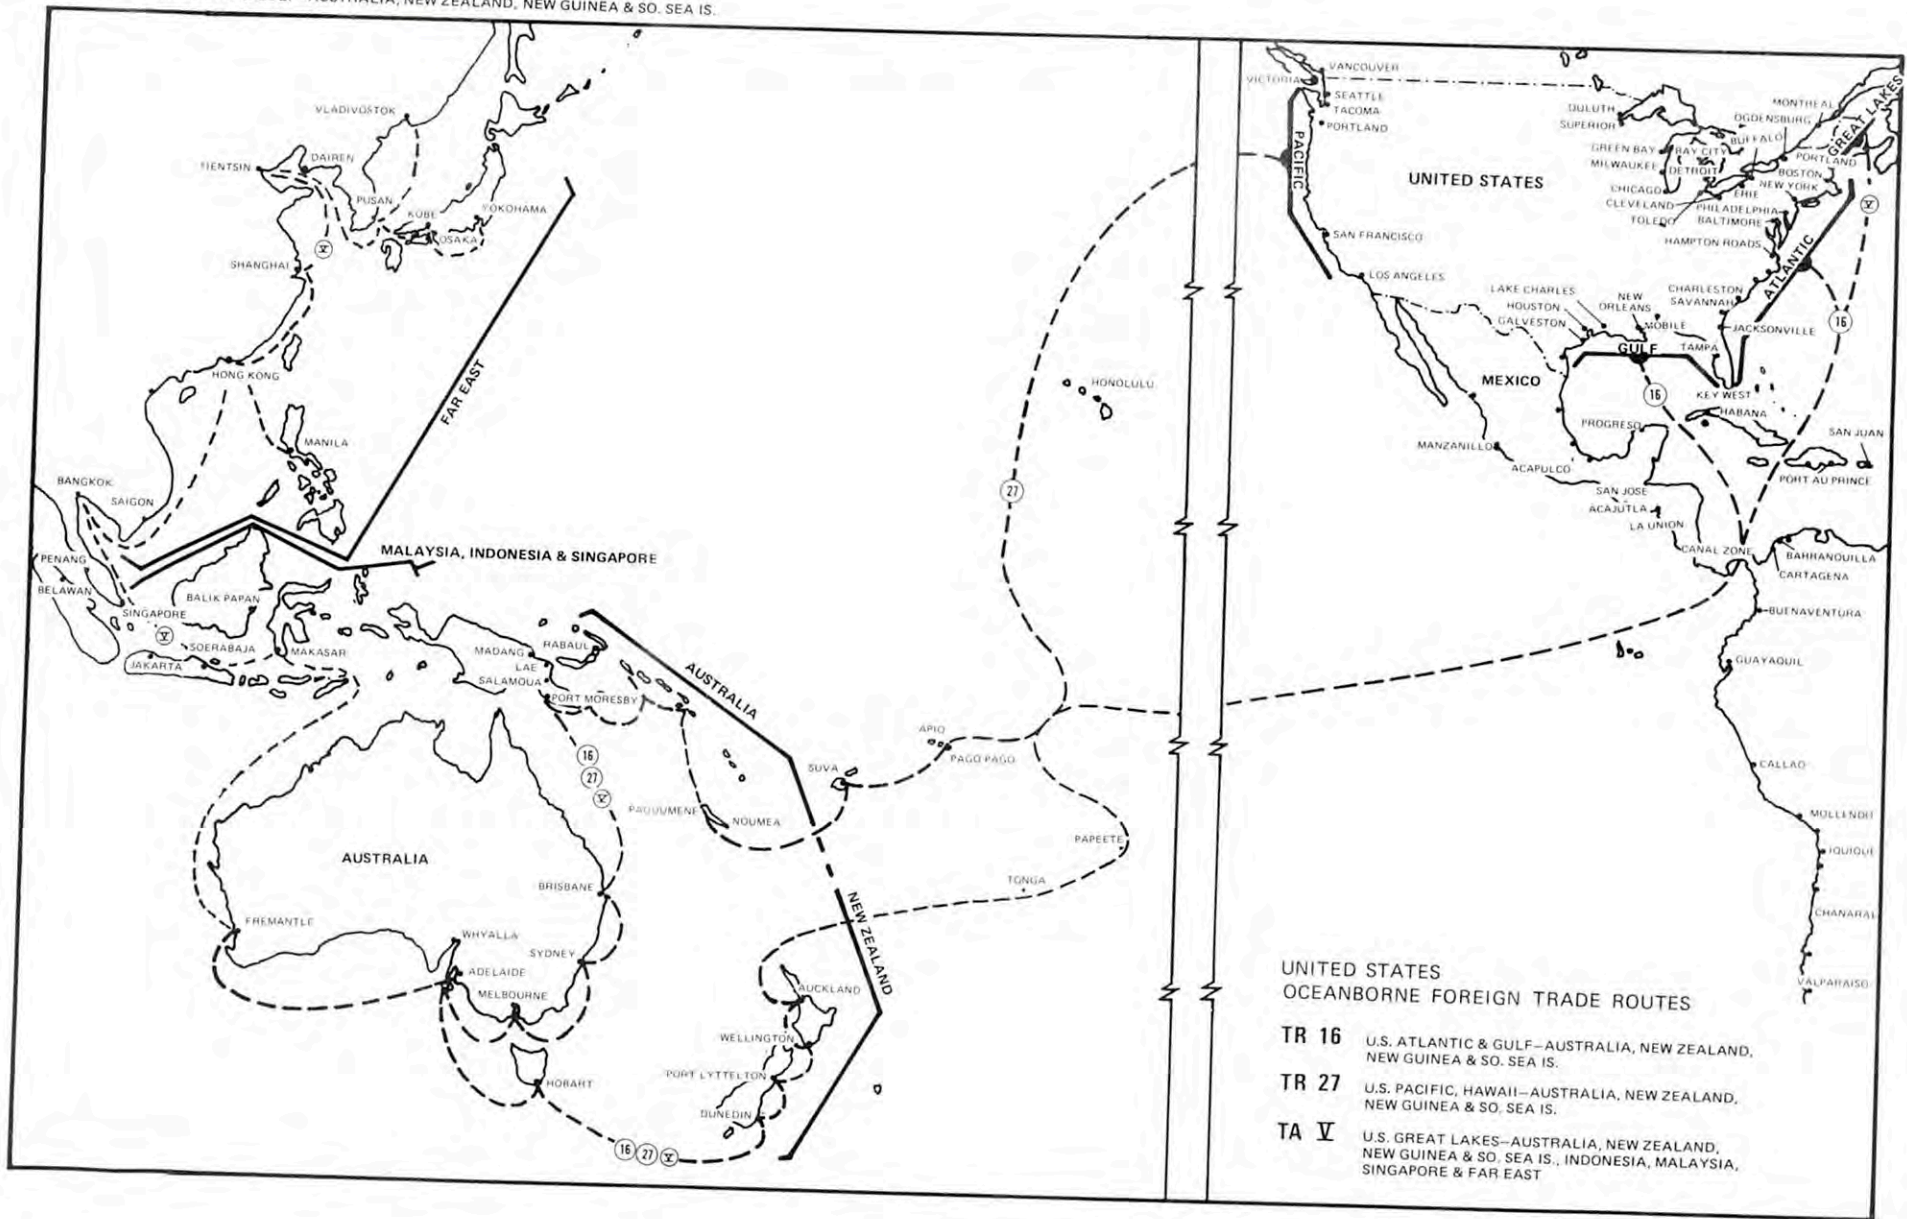 AUSTRALIA, NEW ZEALAND, NEW GUINEA & SO. SEA IS.
VLADIVOSTOK
TIENTSIN
DAIREN
PUSAN
KOBE
YOKOHAMA
OSAKA
V
SHANGHAI
HONG KONG
FAR EAST
MANILA
BANGKOK
SAIGON
MALAYSIA, INDONESIA & SINGAPORE
PENANG
BELAWAN
BALIK PAPAN
SINGAPORE
V
SOERABAJA
MAKASAR
JAKARTA
MADANG
RABAUL
LAE
SALAMOUA
PORT MORESBY
AUSTRALIA
16
27
V
PAOUUMENE
NOUMEA
SUVA
APIO
PAGO PAGO
PAPEETE
TONGA
AUSTRALIA
BRISBANE
FREMANTLE
WHYALLA
SYDNEY
ADELAIDE
MELBOURNE
HOBART
NEW ZEALAND
AUCKLAND
WELLINGTON
PORT LYTTELTON
DUNEDIN
16
27
V
27
HONOLULU
VANCOUVER
VICTORIA
SEATTLE
TACOMA
PORTLAND
PACIFIC
UNITED STATES
SAN FRANCISCO
LOS ANGELES
DULUTH
SUPERIOR
GREEN BAY
BAY CITY
MILWAUKEE
DETROIT
CHICAGO
CLEVELAND
TOLEDO
MONTREAL
OGDENSBURG
BUFFALO
GREAT LAKES
PORTLAND
BOSTON
NEW YORK
ERIE
PHILADELPHIA
BALTIMORE
HAMPTON ROADS
V
ATLANTIC
16
CHARLESTON
SAVANNAH
JACKSONVILLE
LAKE CHARLES
HOUSTON
GALVESTON
NEW
ORLEANS
MOBILE
TAMPA
GULF
16
MEXICO
KEY WEST
HABANA
PROGRESO
SAN JUAN
PORT AU PRINCE
MANZANILLO
ACAPULCO
SAN JOSE
ACAJUTLA
LA UNION
CANAL ZONE
BAHRANQUILLA
CARTAGENA
BUENAVENTURA
GUAYAQUIL
CALLAO
MOLLENDO
IQUIQUE
CHANARAL
VALPARAISO
UNITED STATES
OCEANBORNE FOREIGN TRADE ROUTES
TR 16 U.S. ATLANTIC & GULF–AUSTRALIA, NEW ZEALAND,
NEW GUINEA & SO. SEA IS.
TR 27 U.S. PACIFIC, HAWAII–AUSTRALIA, NEW ZEALAND,
NEW GUINEA & SO. SEA IS.
TA V U.S. GREAT LAKES–AUSTRALIA, NEW ZEALAND,
NEW GUINEA & SO. SEA IS., INDONESIA, MALAYSIA,
SINGAPORE & FAR EAST